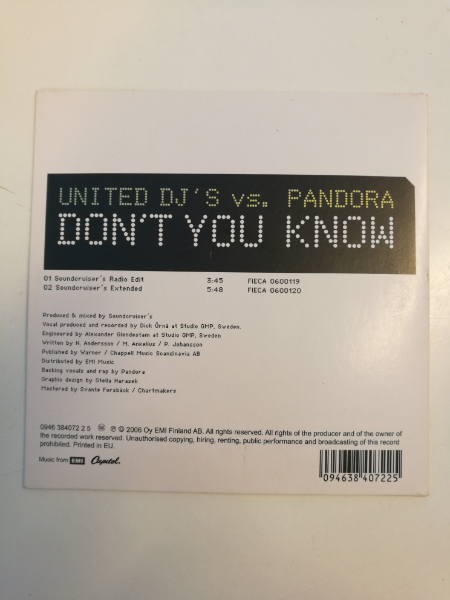 UNITED DJ'S vs. PANDORA
DON'T YOU KNOW
01 Soundcruiser's Radio Edit 3:45 FIECA 0600119
02 Soundcruiser's Extended 5:48 FIECA 0600120
Produced & mixed by Soundcruiser's
Vocal produced and recorded by Dick Örnå at Studio GMP, Sweden.
Engineered by Alexander Glendestam at Studio GMP, Sweden.
Written by H. Andersson / M. Anikelius / P. Johansson
Published by Warner / Chappell Music Scandinavia AB
Distributed by EMI Music
Backing vocals and rap by Pandora
Graphic design by Stella Harasek
Mastered by Svante Forsbäck / Chartmakers
0946 384072 2 5 ℗ © 2006 Oy EMI Finland AB. All rights reserved. All rights of the producer and of the owner of
the recorded work reserved. Unauthorised copying, hiring, renting, public performance and broadcasting of this record
prohibited. Printed in EU.
Music from EMI Capitol.
094638 407225